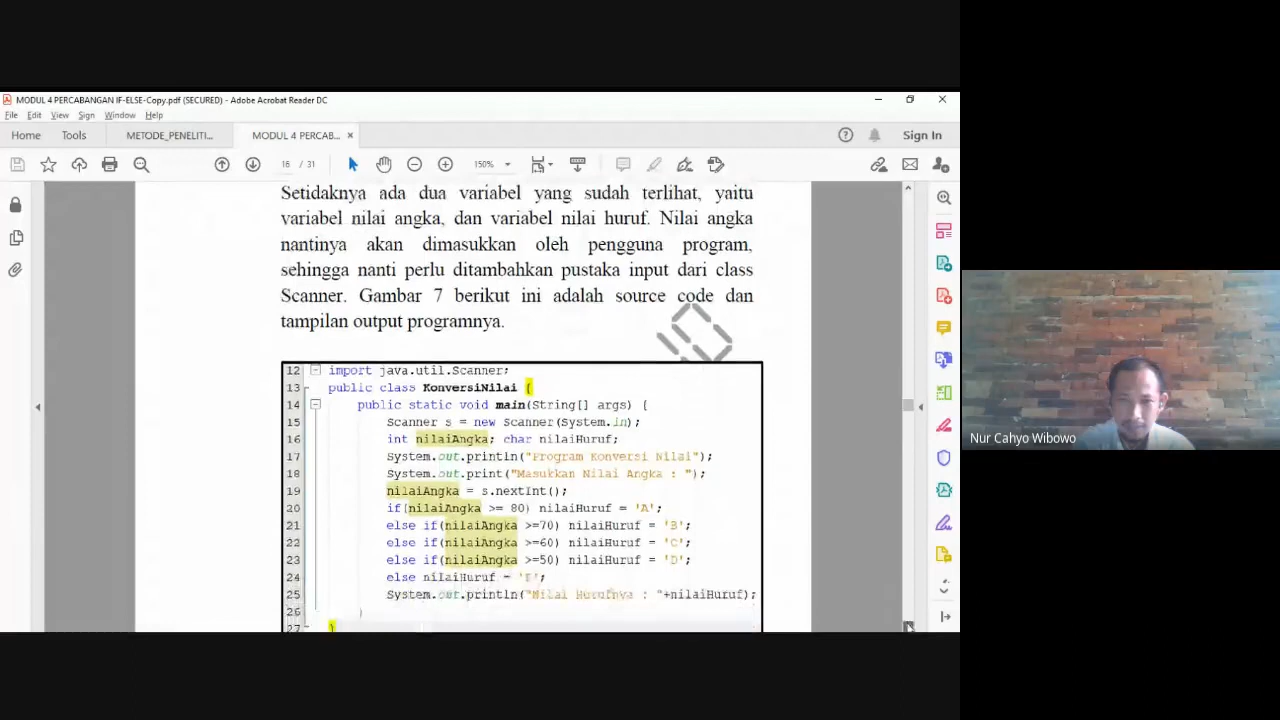 MODUL 4 PERCABANGAN IF-ELSE-Copy.pdf (SECURED) - Adobe Acrobat Reader DC
File Edit View Sign Window Help
Home Tools METODE_PENELITI... MODUL 4 PERCAB... × Sign In
16 / 31 150%
Setidaknya ada dua variabel yang sudah terlihat, yaitu
variabel nilai angka, dan variabel nilai huruf. Nilai angka
nantinya akan dimasukkan oleh pengguna program,
sehingga nanti perlu ditambahkan pustaka input dari class
Scanner. Gambar 7 berikut ini adalah source code dan
tampilan output programnya.
12 import java.util.Scanner;
13 public class KonversiNilai {
14 public static void main(String[] args) {
15 Scanner s = new Scanner(System.in);
16 int nilaiAngka; char nilaiHuruf;
17 System.out.println("Program Konversi Nilai");
18 System.out.print("Masukkan Nilai Angka : ");
19 nilaiAngka = s.nextInt();
20 if(nilaiAngka >= 80) nilaiHuruf = 'A';
21 else if(nilaiAngka >=70) nilaiHuruf = 'B';
22 else if(nilaiAngka >=60) nilaiHuruf = 'C';
23 else if(nilaiAngka >=50) nilaiHuruf = 'D';
24 else nilaiHuruf = 'E';
25 System.out.println("Nilai Hurufnya : "+nilaiHuruf);
26 }
27 }
Nur Cahyo Wibowo